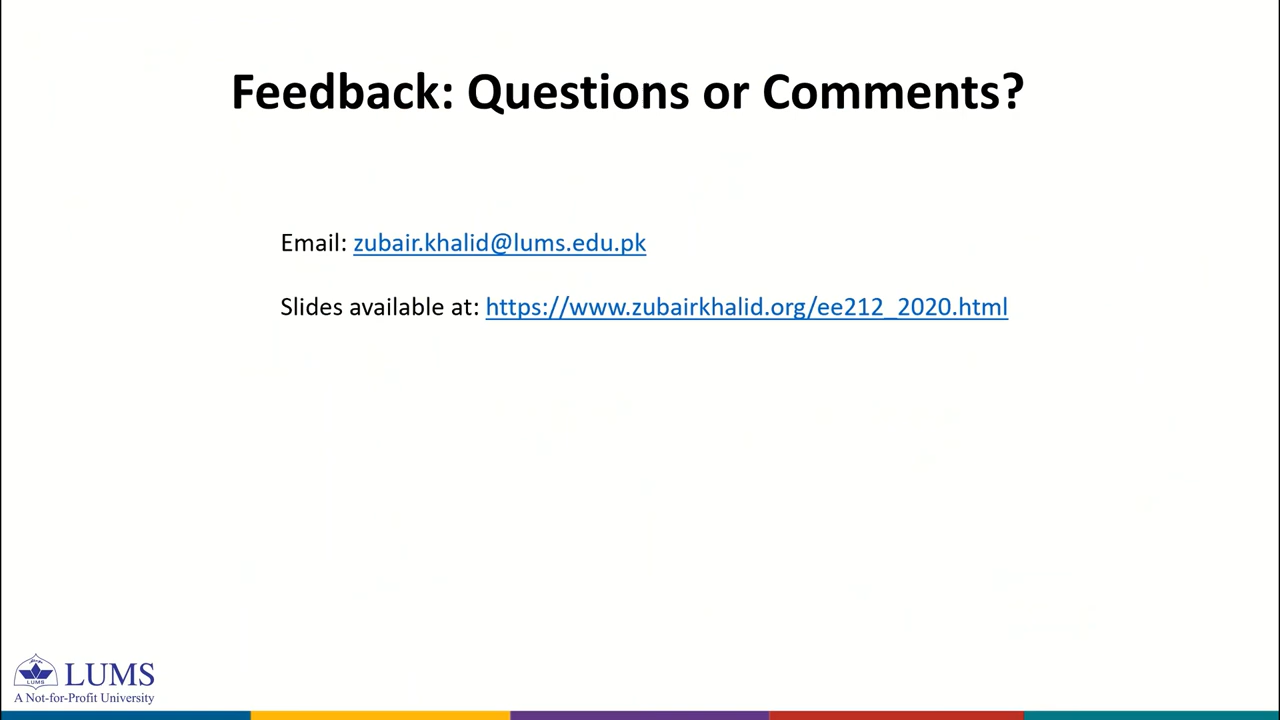 Feedback: Questions or Comments?
Email: zubair.khalid@lums.edu.pk
Slides available at: https://www.zubairkhalid.org/ee212_2020.html
LUMS
LUMS
A Not-for-Profit University